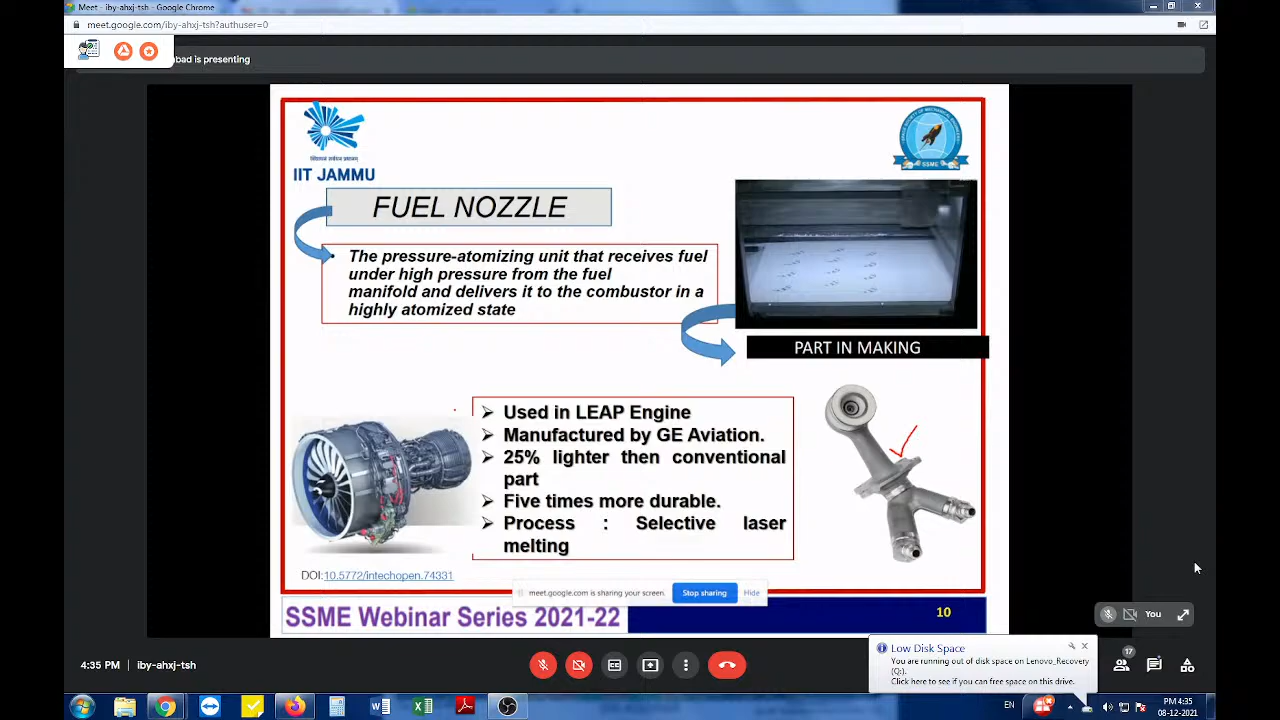 Meet - iby-ahxj-tsh - Google Chrome
meet.google.com/iby-ahxj-tsh?authuser=0
bad is presenting
IIT JAMMU
SSME
FUEL NOZZLE
• The pressure-atomizing unit that receives fuel
under high pressure from the fuel
manifold and delivers it to the combustor in a
highly atomized state
PART IN MAKING
➢ Used in LEAP Engine
➢ Manufactured by GE Aviation.
➢ 25% lighter then conventional
part
➢ Five times more durable.
➢ Process : Selective laser
melting
DOI:10.5772/intechopen.74331
meet.google.com is sharing your screen. Stop sharing Hide
SSME Webinar Series 2021-22
10
You
4:35 PM | iby-ahxj-tsh
17
Low Disk Space
You are running out of disk space on Lenovo_Recovery
(Q:).
Click here to see if you can free space on this drive.
EN
PM 4:35
08-12-2021